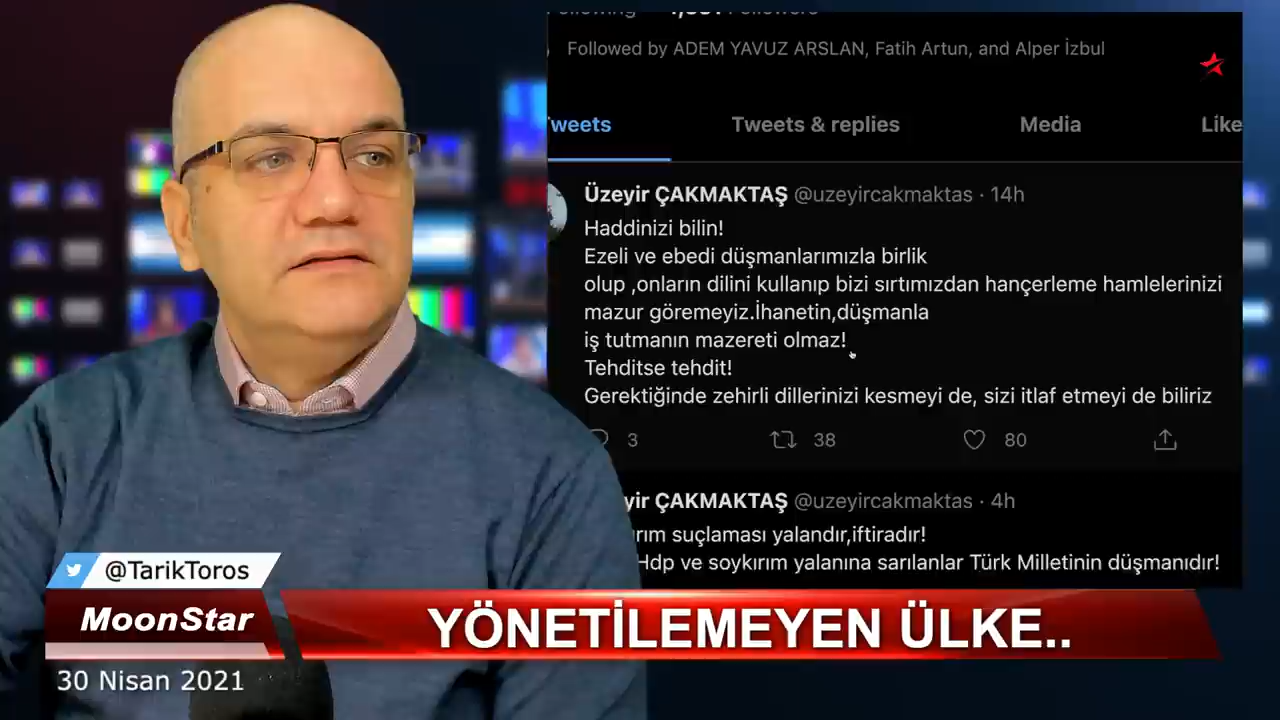 Followed by ADEM YAVUZ ARSLAN, Fatih Artun, and Alper İzbul
Tweets & replies
Media
Üzeyir ÇAKMAKTAŞ @uzeyircakmaktas · 14h
Haddinizi bilin!
Ezeli ve ebedi düşmanlarımızla birlik
olup ,onların dilini kullanıp bizi sırtımızdan hançerleme hamlelerinizi
mazur göremeyiz.İhanetin,düşmanla
iş tutmanın mazereti olmaz!
Tehditse tehdit!
Gerektiğinde zehirli dillerinizi kesmeyi de, sizi itlaf etmeyi de biliriz
3 38 80
ÇAKMAKTAŞ @uzeyircakmaktas · 4h
suçlaması yalandır,iftiradır!
Hdp ve soykırım yalanına sarılanlar Türk Milletinin düşmanıdır!
@TarikToros
MoonStar
YÖNETİLEMEYEN ÜLKE..
30 Nisan 2021